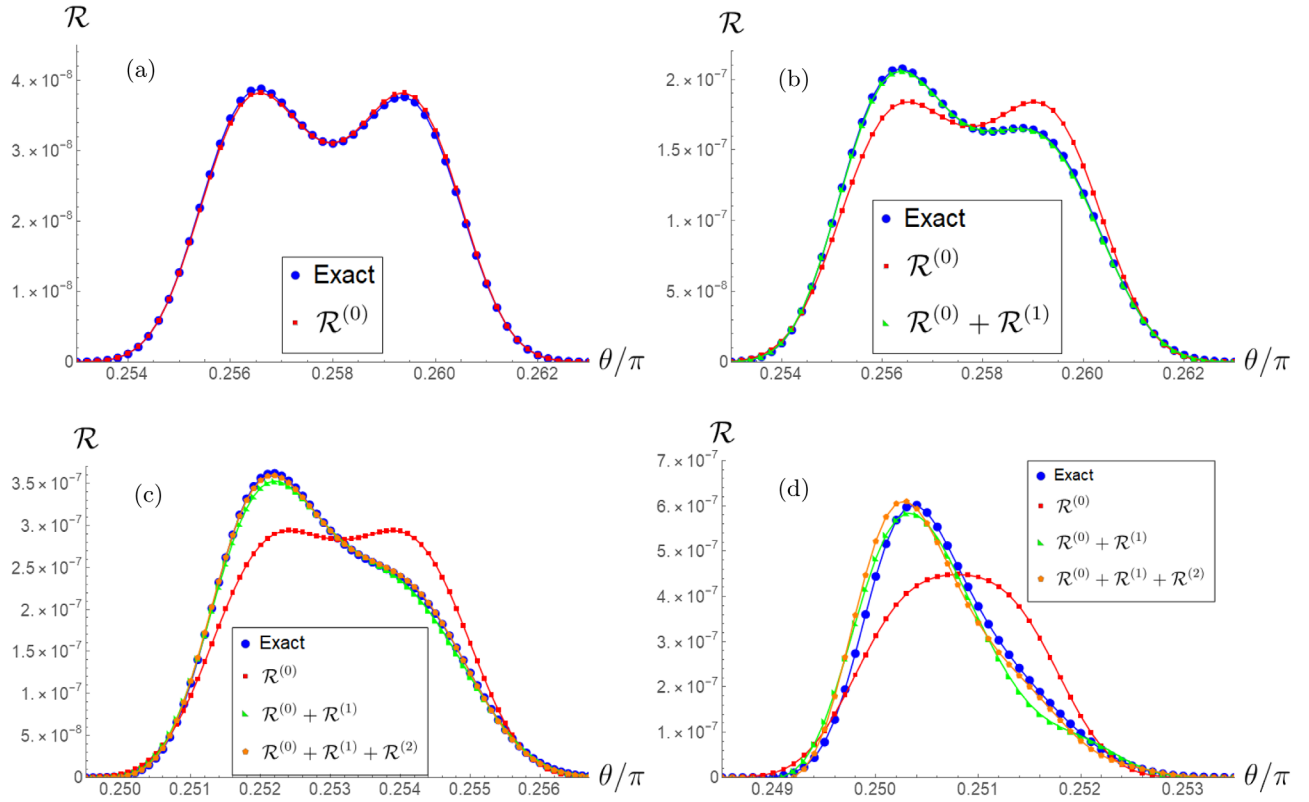 ℛ
(a)
4.×10⁻⁸
3.×10⁻⁸
2.×10⁻⁸
1.×10⁻⁸
0
Exact
ℛ⁽⁰⁾
0.254 0.256 0.258 0.260 0.262 θ/π
ℛ
(b)
2.×10⁻⁷
1.5×10⁻⁷
1.×10⁻⁷
5.×10⁻⁸
0
Exact
ℛ⁽⁰⁾
ℛ⁽⁰⁾ + ℛ⁽¹⁾
0.254 0.256 0.258 0.260 0.262 θ/π
ℛ
(c)
3.5×10⁻⁷
3.×10⁻⁷
2.5×10⁻⁷
2.×10⁻⁷
1.5×10⁻⁷
1.×10⁻⁷
5.×10⁻⁸
0
Exact
ℛ⁽⁰⁾
ℛ⁽⁰⁾ + ℛ⁽¹⁾
ℛ⁽⁰⁾ + ℛ⁽¹⁾ + ℛ⁽²⁾
0.250 0.251 0.252 0.253 0.254 0.255 0.256 θ/π
ℛ
(d)
7.×10⁻⁷
6.×10⁻⁷
5.×10⁻⁷
4.×10⁻⁷
3.×10⁻⁷
2.×10⁻⁷
1.×10⁻⁷
0
Exact
ℛ⁽⁰⁾
ℛ⁽⁰⁾ + ℛ⁽¹⁾
ℛ⁽⁰⁾ + ℛ⁽¹⁾ + ℛ⁽²⁾
0.249 0.250 0.251 0.252 0.253 θ/π